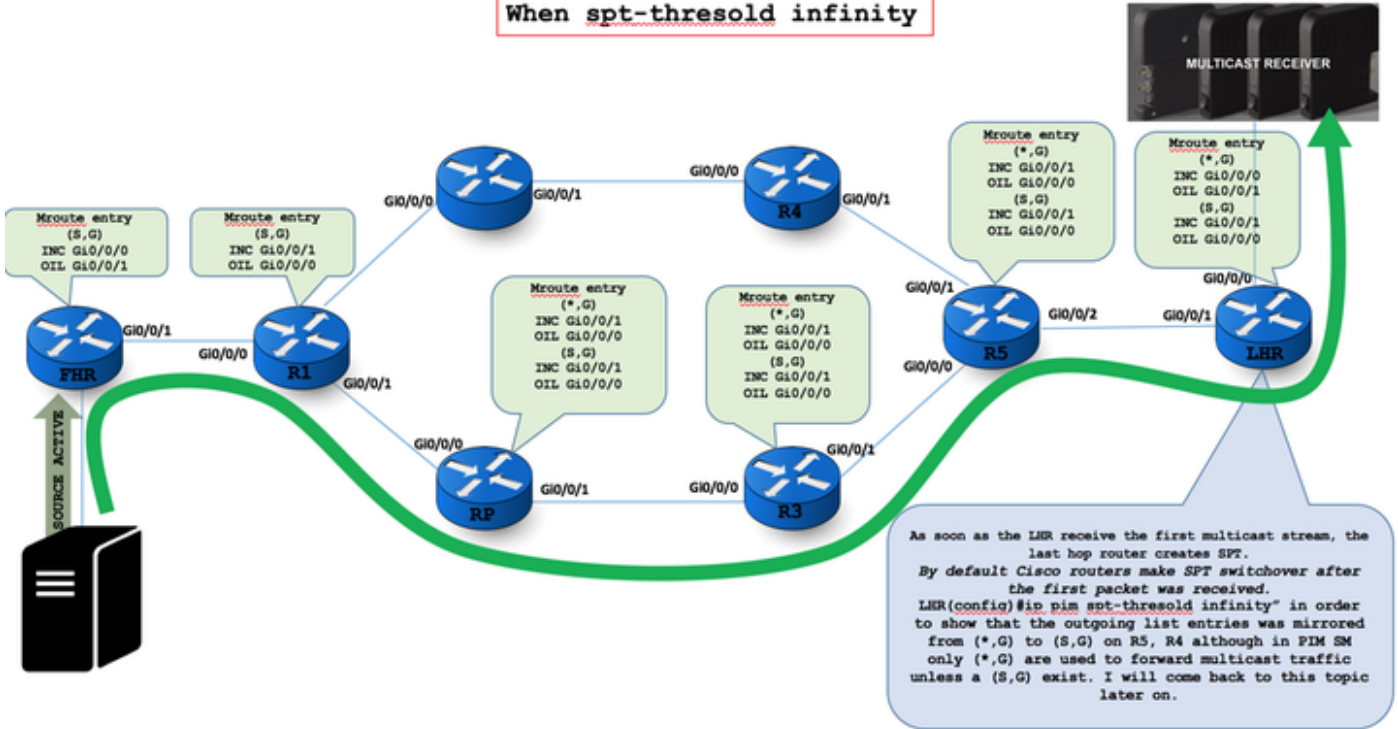 When spt-thresold infinity
MULTICAST RECEIVER
Mroute entry
(S,G)
INC Gi0/0/0
OIL Gi0/0/1
Mroute entry
(S,G)
INC Gi0/0/1
OIL Gi0/0/0
Mroute entry
(*,G)
INC Gi0/0/1
OIL Gi0/0/0
(S,G)
INC Gi0/0/1
OIL Gi0/0/0
Mroute entry
(*,G)
INC Gi0/0/1
OIL Gi0/0/0
(S,G)
INC Gi0/0/1
OIL Gi0/0/0
Mroute entry
(*,G)
INC Gi0/0/1
OIL Gi0/0/0
(S,G)
INC Gi0/0/1
OIL Gi0/0/0
Mroute entry
(*,G)
INC Gi0/0/0
OIL Gi0/0/1
(S,G)
INC Gi0/0/1
OIL Gi0/0/0
Gi0/0/0
Gi0/0/1
Gi0/0/0
R4
Gi0/0/1
FHR
Gi0/0/1
Gi0/0/0
R1
Gi0/0/1
Gi0/0/1
R5
Gi0/0/2
Gi0/0/0
Gi0/0/0
Gi0/0/1
LHR
Gi0/0/0
RP
Gi0/0/1
Gi0/0/0
R3
Gi0/0/1
SOURCE ACTIVE
As soon as the LHR receive the first multicast stream, the
last hop router creates SPT.
By default Cisco routers make SPT switchover after
the first packet was received.
LHR(config)#ip pim spt-thresold infinity" in order
to show that the outgoing list entries was mirrored
from (*,G) to (S,G) on R5, R4 although in PIM SM
only (*,G) are used to forward multicast traffic
unless a (S,G) exist. I will come back to this topic
later on.